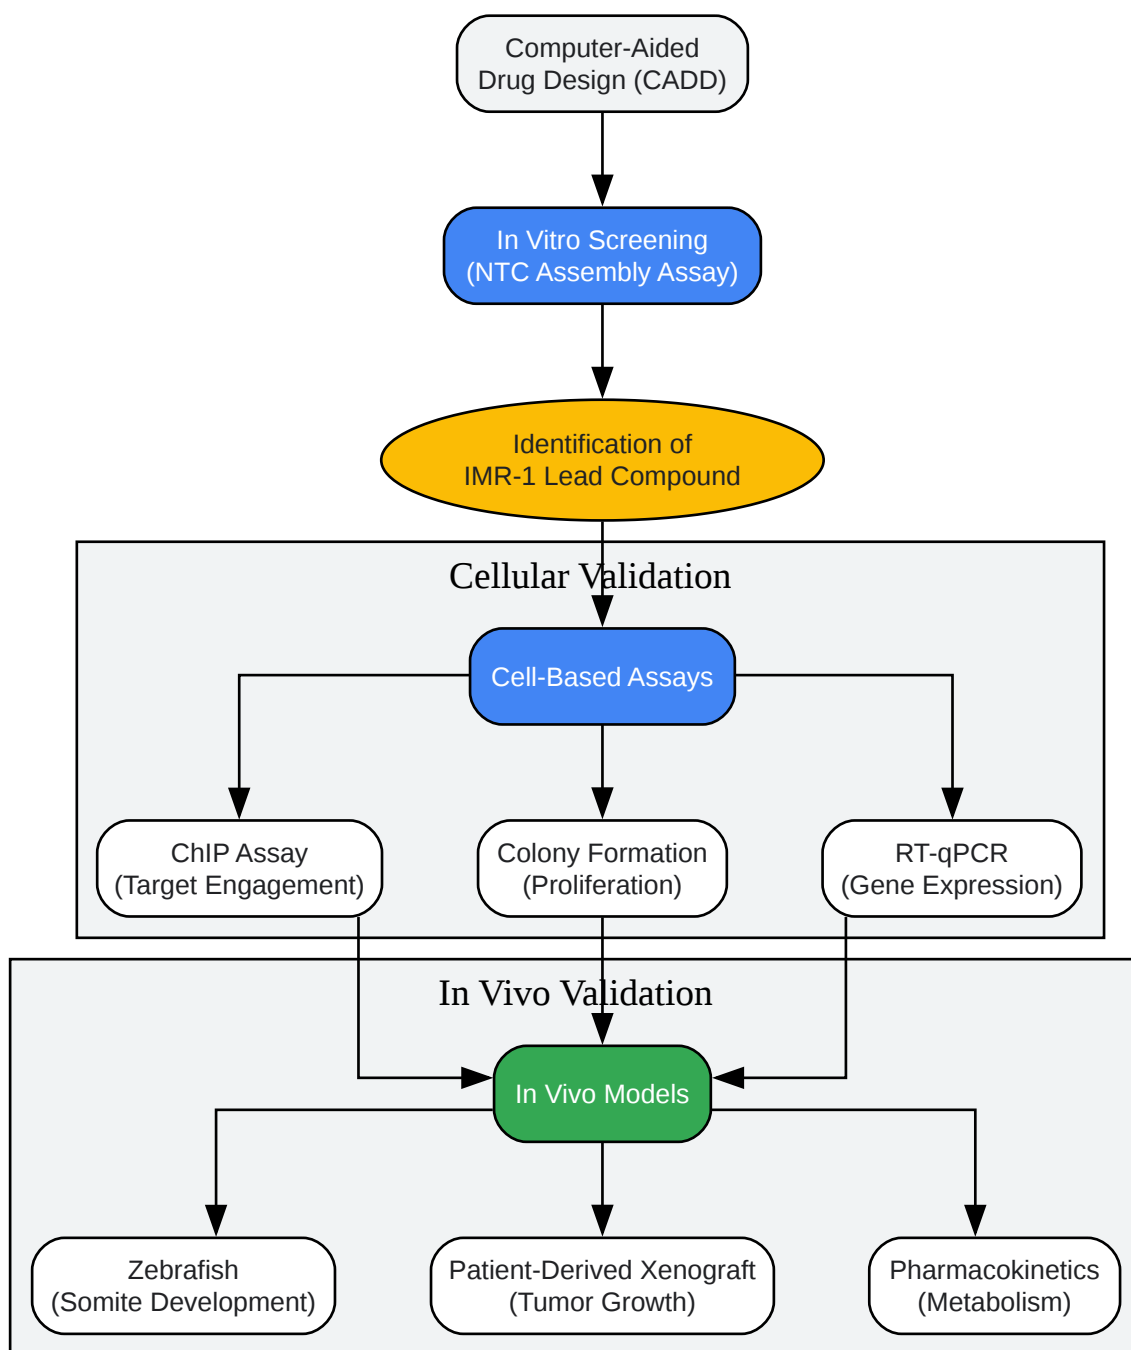 Computer-Aided
Drug Design (CADD)
In Vitro Screening
(NTC Assembly Assay)
Identification of
IMR-1 Lead Compound
Cellular Validation
Cell-Based Assays
ChIP Assay
(Target Engagement)
Colony Formation
(Proliferation)
RT-qPCR
(Gene Expression)
In Vivo Validation
In Vivo Models
Zebrafish
(Somite Development)
Patient-Derived Xenograft
(Tumor Growth)
Pharmacokinetics
(Metabolism)